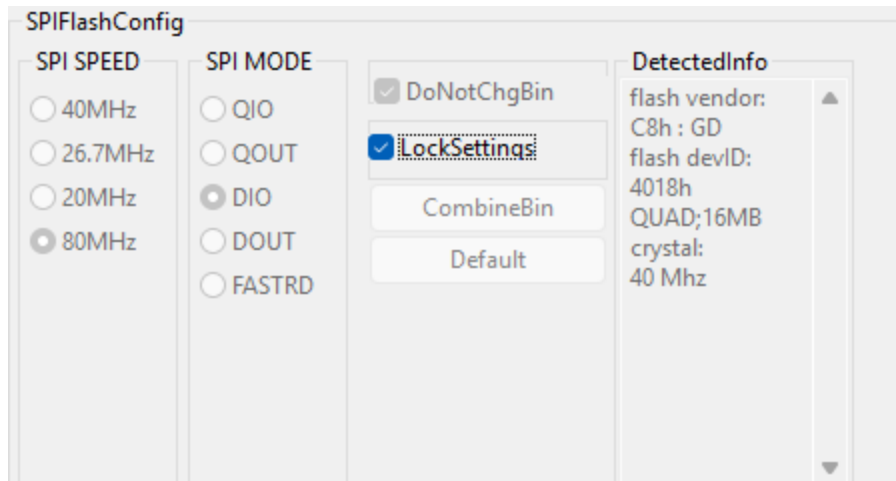 SPIFlashConfig
SPI SPEED
40MHz
26.7MHz
20MHz
80MHz
SPI MODE
QIO
QOUT
DIO
DOUT
FASTRD
DoNotChgBin
LockSettings
CombineBin
Default
DetectedInfo
flash vendor:
C8h : GD
flash devID:
4018h
QUAD;16MB
crystal:
40 Mhz